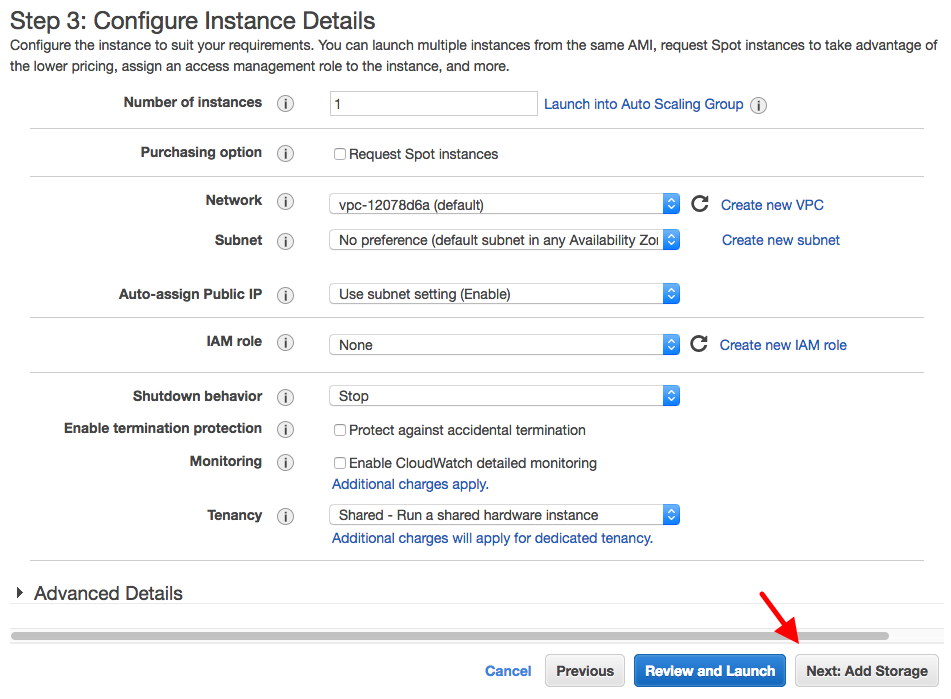 Step 3: Configure Instance Details
Configure the instance to suit your requirements. You can launch multiple instances from the same AMI, request Spot instances to take advantage of
the lower pricing, assign an access management role to the instance, and more.
Number of instances i 1 Launch into Auto Scaling Group i
Purchasing option i Request Spot instances
Network i vpc-12078d6a (default) Create new VPC
Subnet i No preference (default subnet in any Availability Zor Create new subnet
Auto-assign Public IP i Use subnet setting (Enable)
IAM role i None Create new IAM role
Shutdown behavior i Stop
Enable termination protection i Protect against accidental termination
Monitoring i Enable CloudWatch detailed monitoring
Additional charges apply.
Tenancy i Shared - Run a shared hardware instance
Additional charges will apply for dedicated tenancy.
Advanced Details
Cancel Previous Review and Launch Next: Add Storage